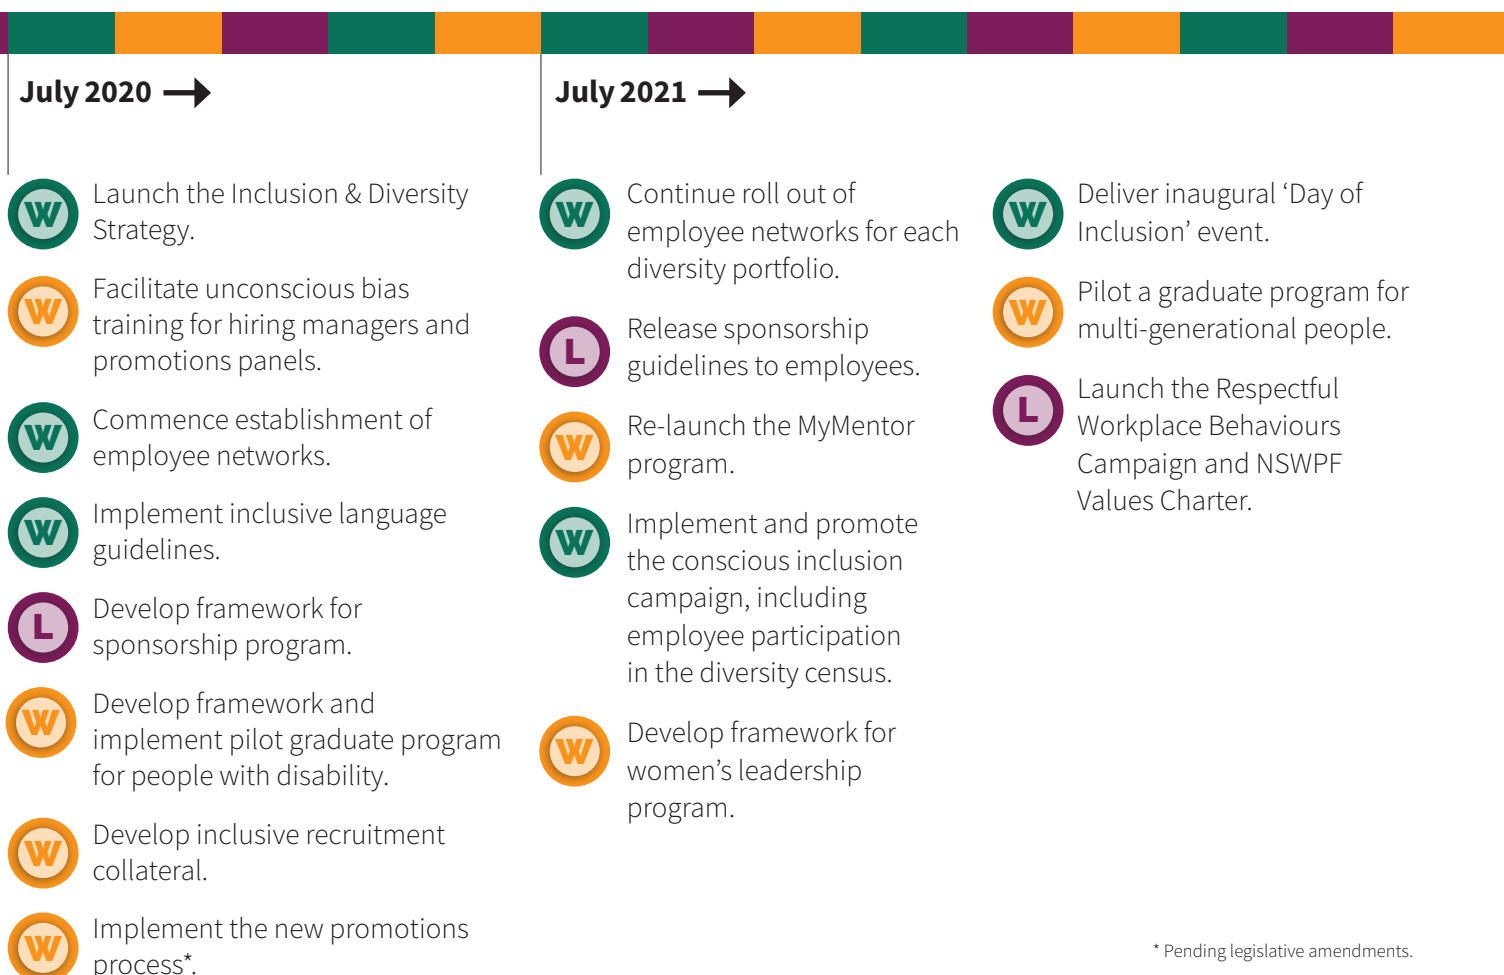 July 2020
W
Launch the Inclusion & Diversity
Strategy.
W
Facilitate unconscious bias
training for hiring managers and
promotions panels.
W
Commence establishment of
employee networks.
W
Implement inclusive language
guidelines.
L
Develop framework for
sponsorship program.
W
Develop framework and
implement pilot graduate program
for people with disability.
W
Develop inclusive recruitment
collateral.
W
Implement the new promotions
process*.
July 2021
W
Continue roll out of
employee networks for each
diversity portfolio.
L
Release sponsorship
guidelines to employees.
W
Re-launch the MyMentor
program.
W
Implement and promote
the conscious inclusion
campaign, including
employee participation
in the diversity census.
W
Develop framework for
women’s leadership
program.
W
Deliver inaugural ‘Day of
Inclusion’ event.
W
Pilot a graduate program for
multi-generational people.
L
Launch the Respectful
Workplace Behaviours
Campaign and NSWPF
Values Charter.
* Pending legislative amendments.